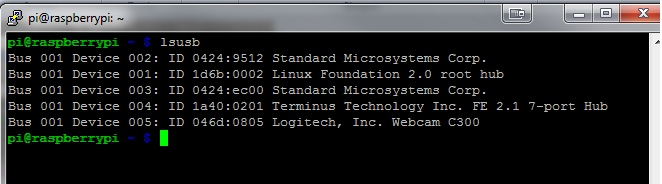 pi@raspberrypi: ~
pi@raspberrypi ~ $ lsusb
Bus 001 Device 002: ID 0424:9512 Standard Microsystems Corp.
Bus 001 Device 001: ID 1d6b:0002 Linux Foundation 2.0 root hub
Bus 001 Device 003: ID 0424:ec00 Standard Microsystems Corp.
Bus 001 Device 004: ID 1a40:0201 Terminus Technology Inc. FE 2.1 7-port Hub
Bus 001 Device 005: ID 046d:0805 Logitech, Inc. Webcam C300
pi@raspberrypi ~ $